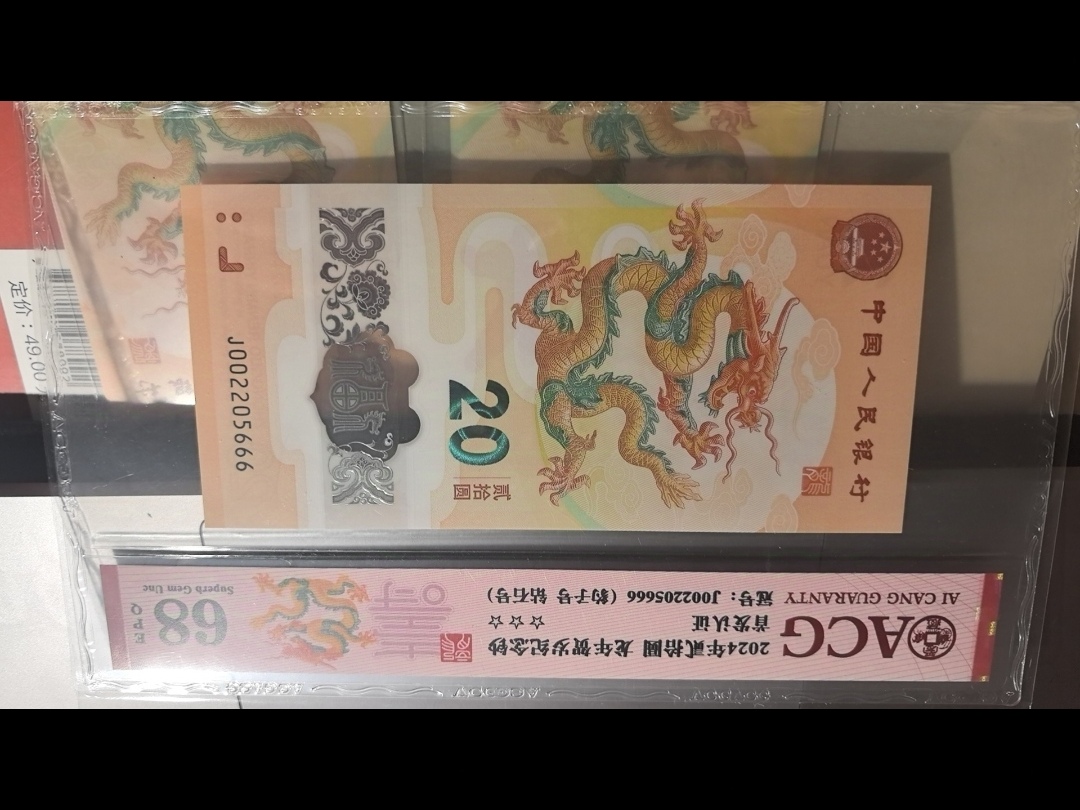 中国人民银行
20
贰拾圆
J002205666
ACG
AI CANG GUARANTY
2024年贰拾圆 龙年贺岁纪念钞
首发认证 ☆☆☆
冠号：J002205666（豹子号 钻石号）
68 EPQ
Superb Gem Unc
定价：49.00